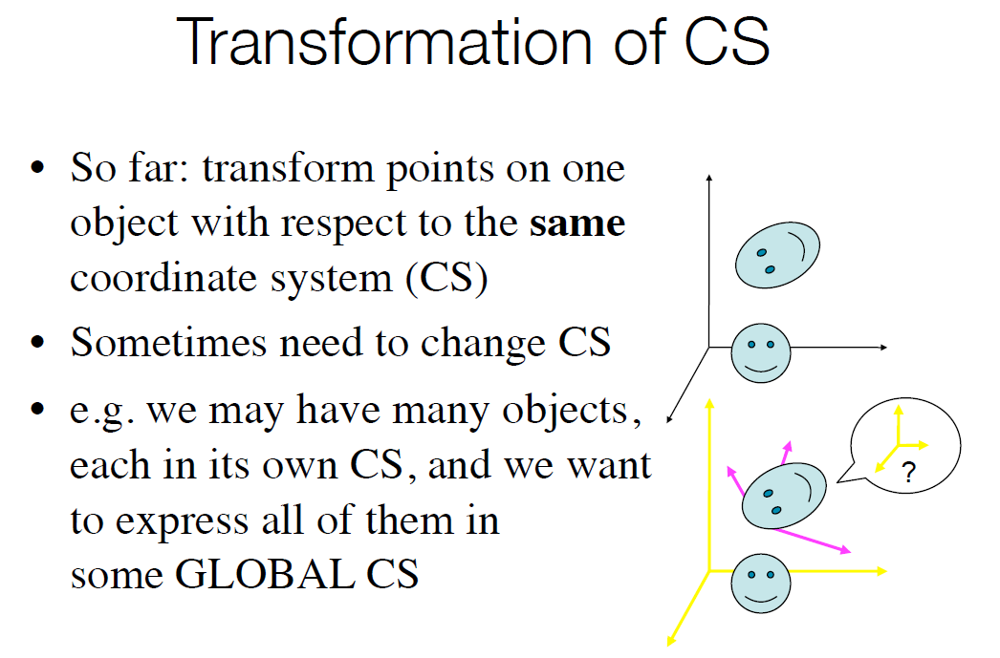 Transformation of CS
• So far: transform points on one
object with respect to the same
coordinate system (CS)
• Sometimes need to change CS
• e.g. we may have many objects,
each in its own CS, and we want
to express all of them in
some GLOBAL CS
?